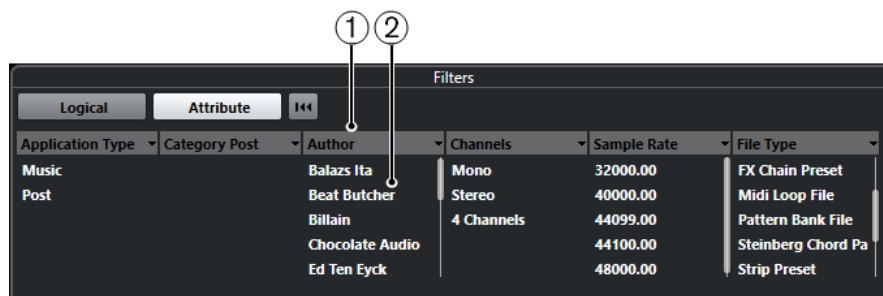 1 2
Filters
Logical Attribute
Application Type Category Post Author Channels Sample Rate File Type
Music Balazs Ita Mono 32000.00 FX Chain Preset
Post Beat Butcher Stereo 40000.00 Midi Loop File
Billain 4 Channels 44099.00 Pattern Bank File
Chocolate Audio 44100.00 Steinberg Chord Pa
Ed Ten Eyck 48000.00 Strip Preset